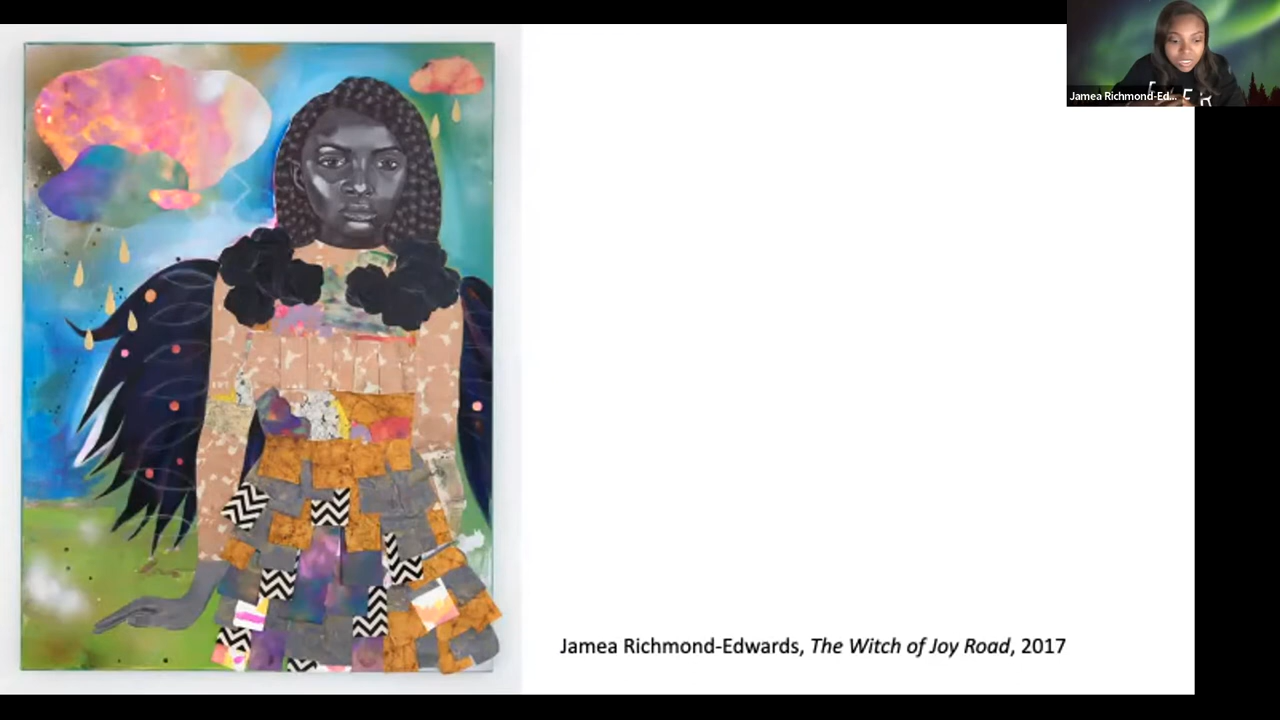 Jamea Richmond-Ed...
Jamea Richmond-Edwards, The Witch of Joy Road, 2017